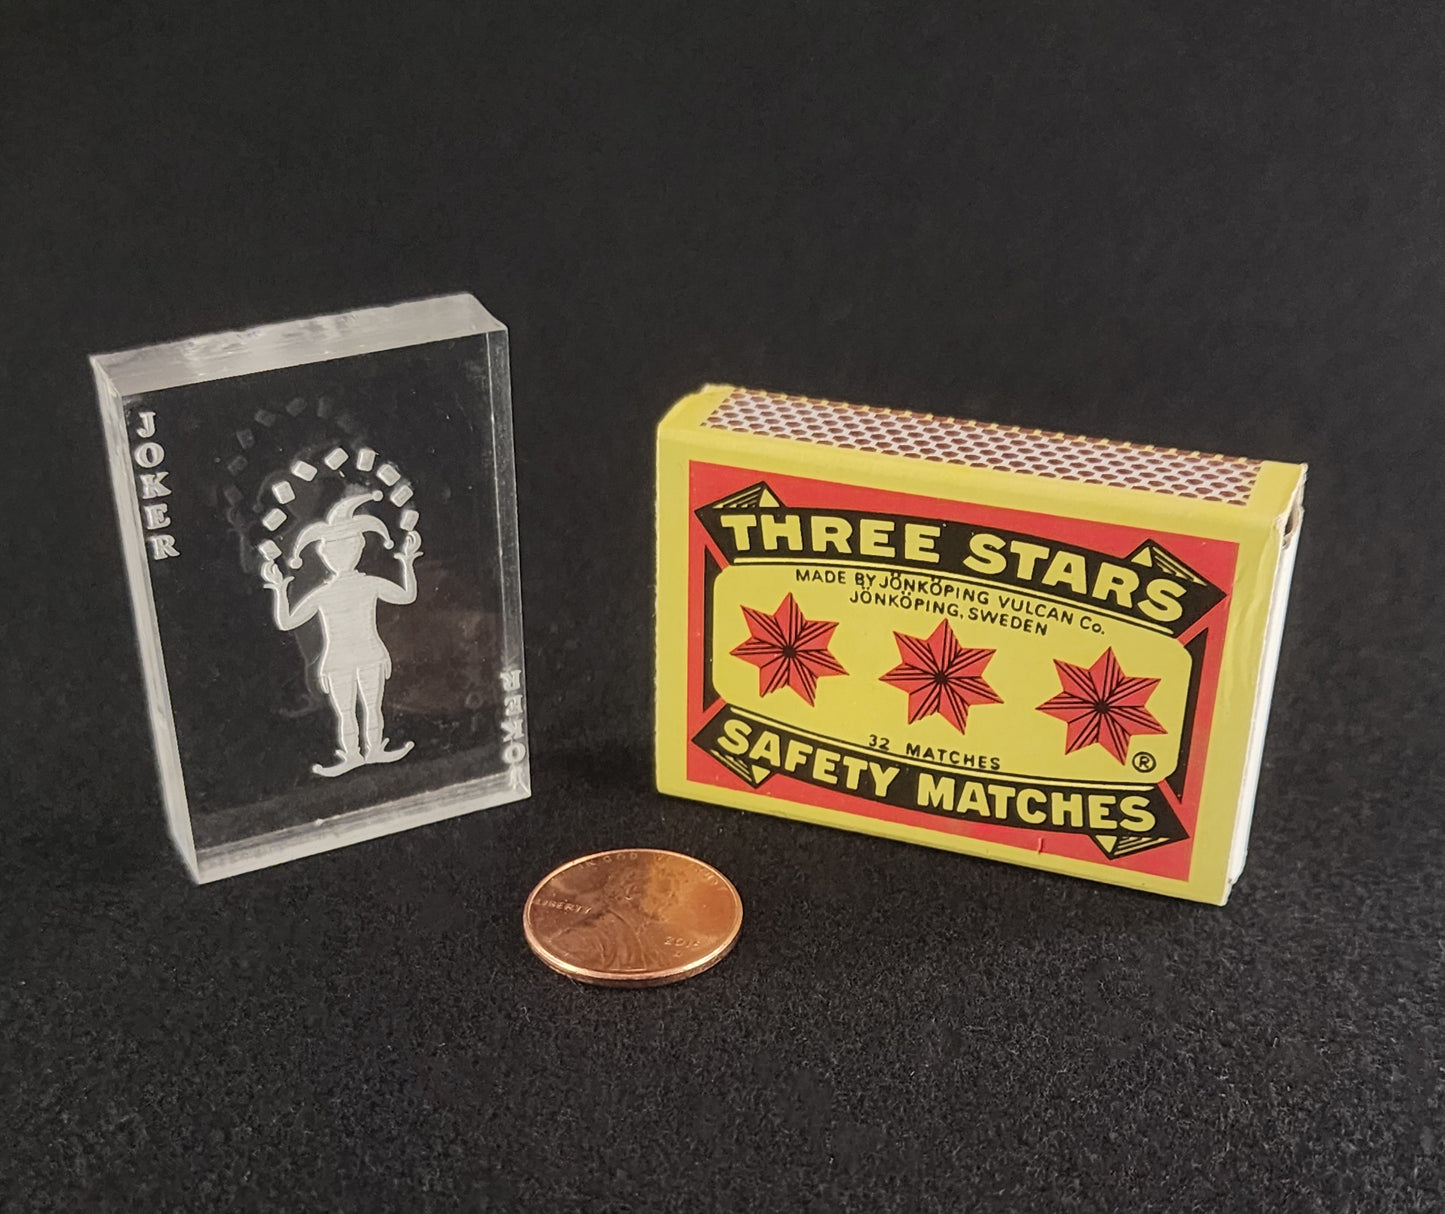 JOKER
JOKER
THREE STARS
MADE BY JÖNKÖPING VULCAN Co.
JÖNKÖPING, SWEDEN
32 MATCHES
SAFETY MATCHES
®
LIBERTY